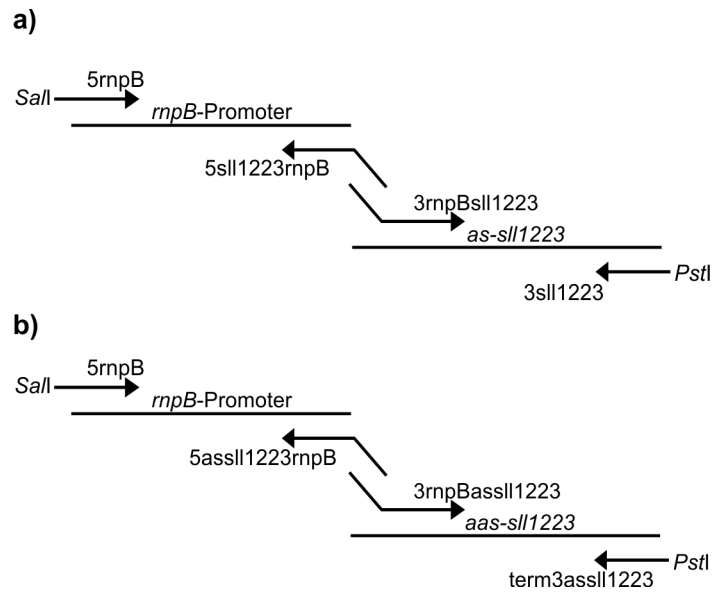 a)
5rnpB
SalI
rnpB-Promoter
5sll1223rnpB
3rnpBsll1223
as-sll1223
PstI
3sll1223
b)
5rnpB
SalI
rnpB-Promoter
5assll1223rnpB
3rnpBassll1223
aas-sll1223
PstI
term3assll1223